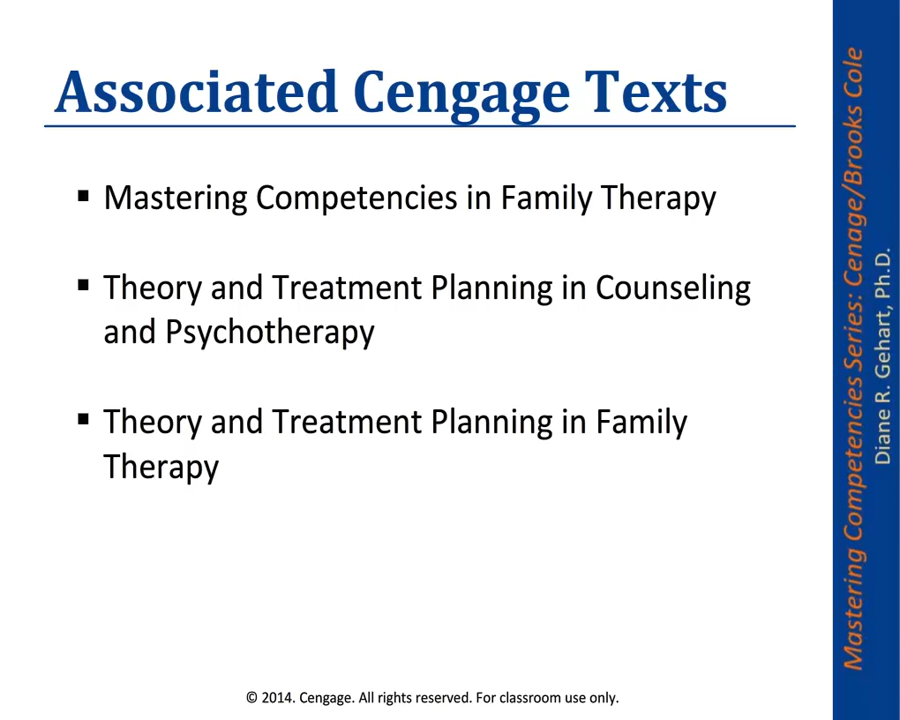 Associated Cengage Texts
▪ Mastering Competencies in Family Therapy
▪ Theory and Treatment Planning in Counseling
and Psychotherapy
▪ Theory and Treatment Planning in Family
Therapy
© 2014. Cengage. All rights reserved. For classroom use only.
Mastering Competencies Series: Cenage/Brooks Cole
Diane R. Gehart, Ph.D.